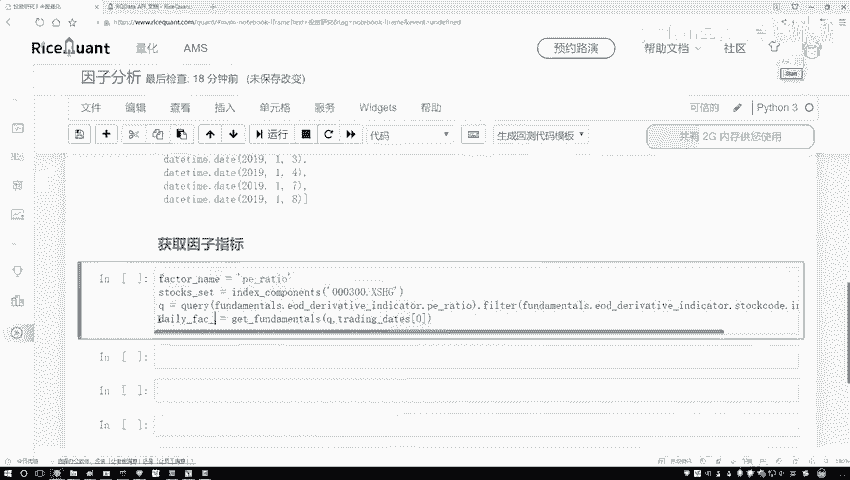 RQData API 文档 - RiceQuan
RiceQuant 量化 AMS 预约路演 帮助文档 社区
因子分析 最后检查: 18 分钟前 (未保存改变)
文件 编辑 查看 插入 单元格 服务 Widgets 帮助 可信的 Python 3
运行 代码 生成回测代码模板 共有 2G 内存供您使用
datetime.date(2019, 1, 3),
datetime.date(2019, 1, 4),
datetime.date(2019, 1, 7),
datetime.date(2019, 1, 8)]
获取因子指标
In [ ]: factor_name = 'pe_ratio'
stocks_set = index_components('000300.XSHG')
q = query(fundamentals.eod_derivative_indicator.pe_ratio).filter(fundamentals.eod_derivative_indicator.stockcode.in
daily_fac_ = get_fundamentals(q,trading_dates[0])
In [ ]:
In [ ]:
In [ ]: